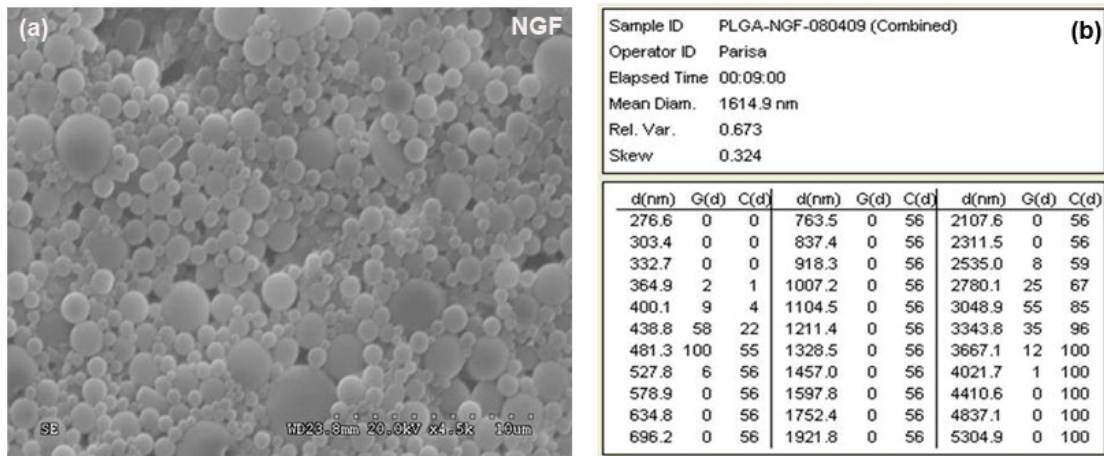 (a)
NGF
SE
WD23.8mm 20.0kV x4.5k 10um
(b)
Sample ID PLGA-NGF-080409 (Combined)
Operator ID Parisa
Elapsed Time 00:09:00
Mean Diam. 1614.9 nm
Rel. Var. 0.673
Skew 0.324
d(nm) G(d) C(d) d(nm) G(d) C(d) d(nm) G(d) C(d)
276.6 0 0 763.5 0 56 2107.6 0 56
303.4 0 0 837.4 0 56 2311.5 0 56
332.7 0 0 918.3 0 56 2535.0 8 59
364.9 2 1 1007.2 0 56 2780.1 25 67
400.1 9 4 1104.5 0 56 3048.9 55 85
438.8 58 22 1211.4 0 56 3343.8 35 96
481.3 100 55 1328.5 0 56 3667.1 12 100
527.8 6 56 1457.0 0 56 4021.7 1 100
578.9 0 56 1597.8 0 56 4410.6 0 100
634.8 0 56 1752.4 0 56 4837.1 0 100
696.2 0 56 1921.8 0 56 5304.9 0 100